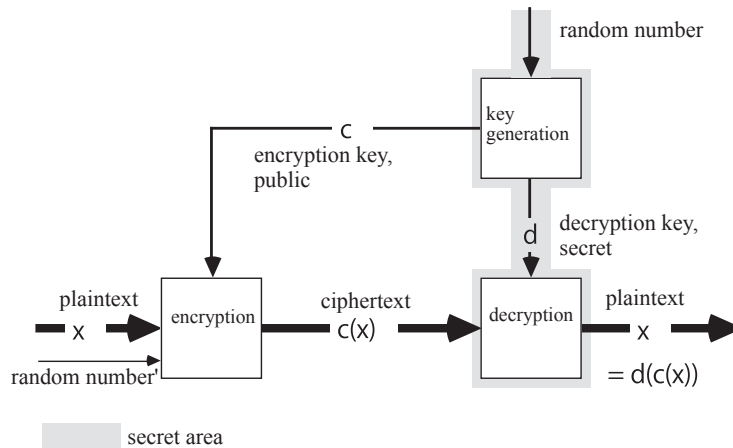 random number
key
generation
c
encryption key,
public
d
decryption key,
secret
plaintext
x
encryption
ciphertext
c(x)
decryption
plaintext
x
random number'
= d(c(x))
secret area